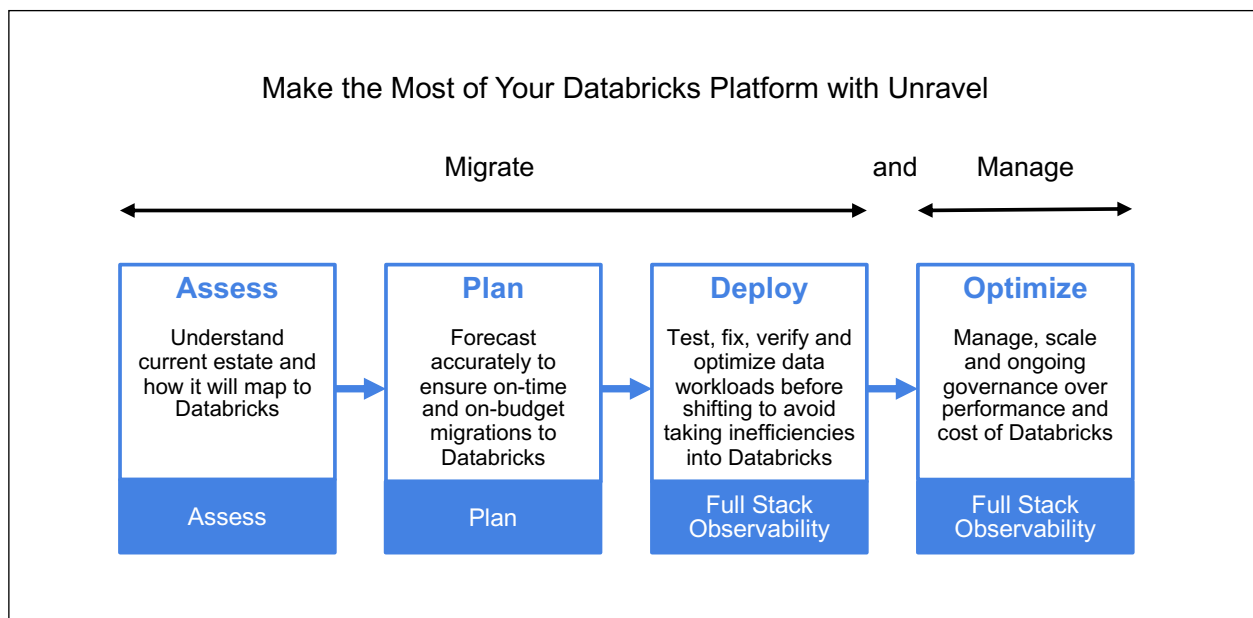 Make the Most of Your Databricks Platform with Unravel
Migrate and Manage
Assess
Understand
current estate and
how it will map to
Databricks
Assess
Plan
Forecast
accurately to
ensure on-time
and on-budget
migrations to
Databricks
Plan
Deploy
Test, fix, verify and
optimize data
workloads before
shifting to avoid
taking inefficiencies
into Databricks
Full Stack
Observability
Optimize
Manage, scale
and ongoing
governance over
performance and
cost of Databricks
Full Stack
Observability